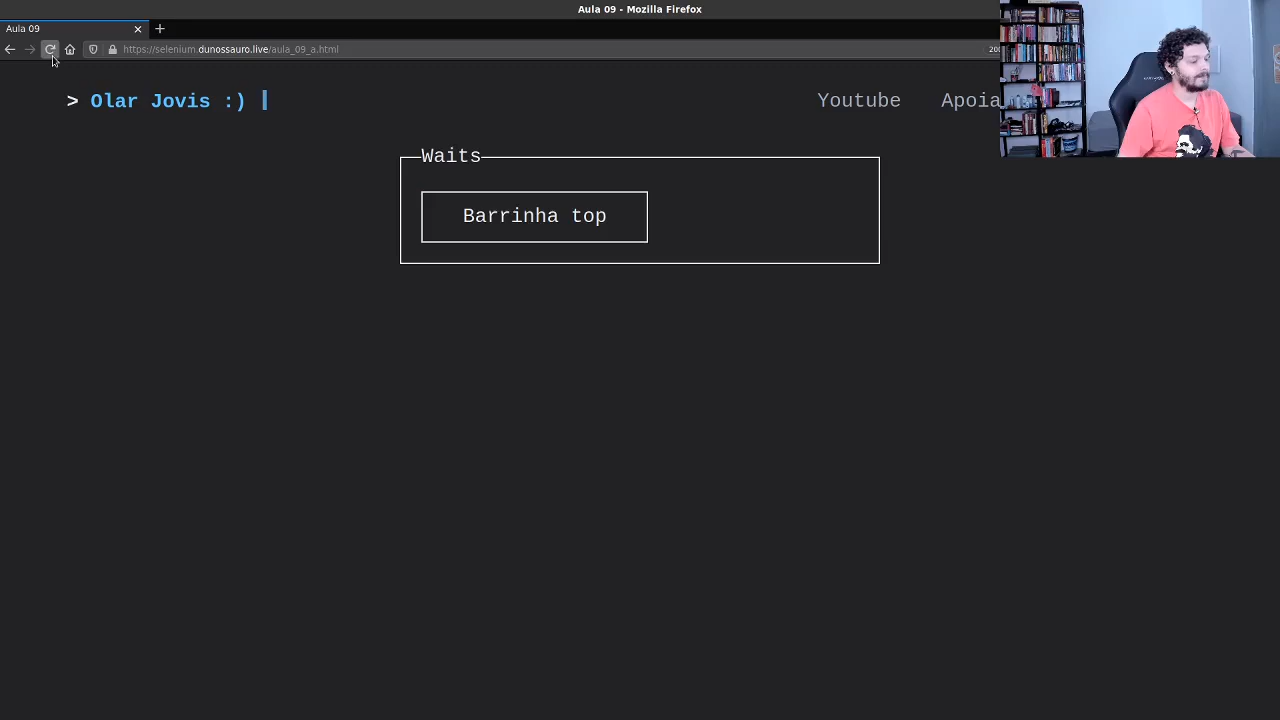 Aula 09 - Mozilla Firefox
Aula 09
https://selenium.dunossauro.live/aula_09_a.html
200
> Olar Jovis :)
Youtube
Apoia
Waits
Barrinha top